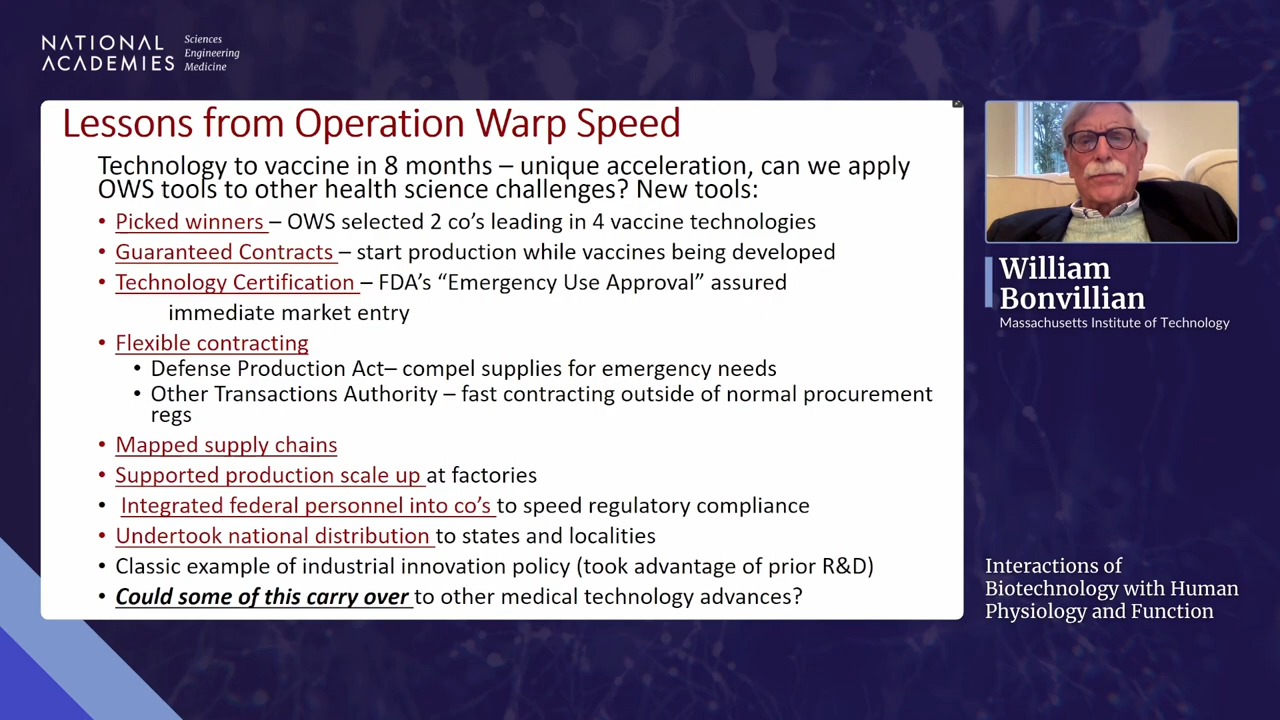 NATIONAL ACADEMIES
Sciences
Engineering
Medicine
Lessons from Operation Warp Speed
Technology to vaccine in 8 months – unique acceleration, can we apply
OWS tools to other health science challenges? New tools:
• Picked winners – OWS selected 2 co's leading in 4 vaccine technologies
• Guaranteed Contracts – start production while vaccines being developed
• Technology Certification – FDA's “Emergency Use Approval” assured
immediate market entry
• Flexible contracting
• Defense Production Act– compel supplies for emergency needs
• Other Transactions Authority – fast contracting outside of normal procurement
regs
• Mapped supply chains
• Supported production scale up at factories
• Integrated federal personnel into co's to speed regulatory compliance
• Undertook national distribution to states and localities
• Classic example of industrial innovation policy (took advantage of prior R&D)
• Could some of this carry over to other medical technology advances?
William
Bonvillian
Massachusetts Institute of Technology
Interactions of
Biotechnology with Human
Physiology and Function